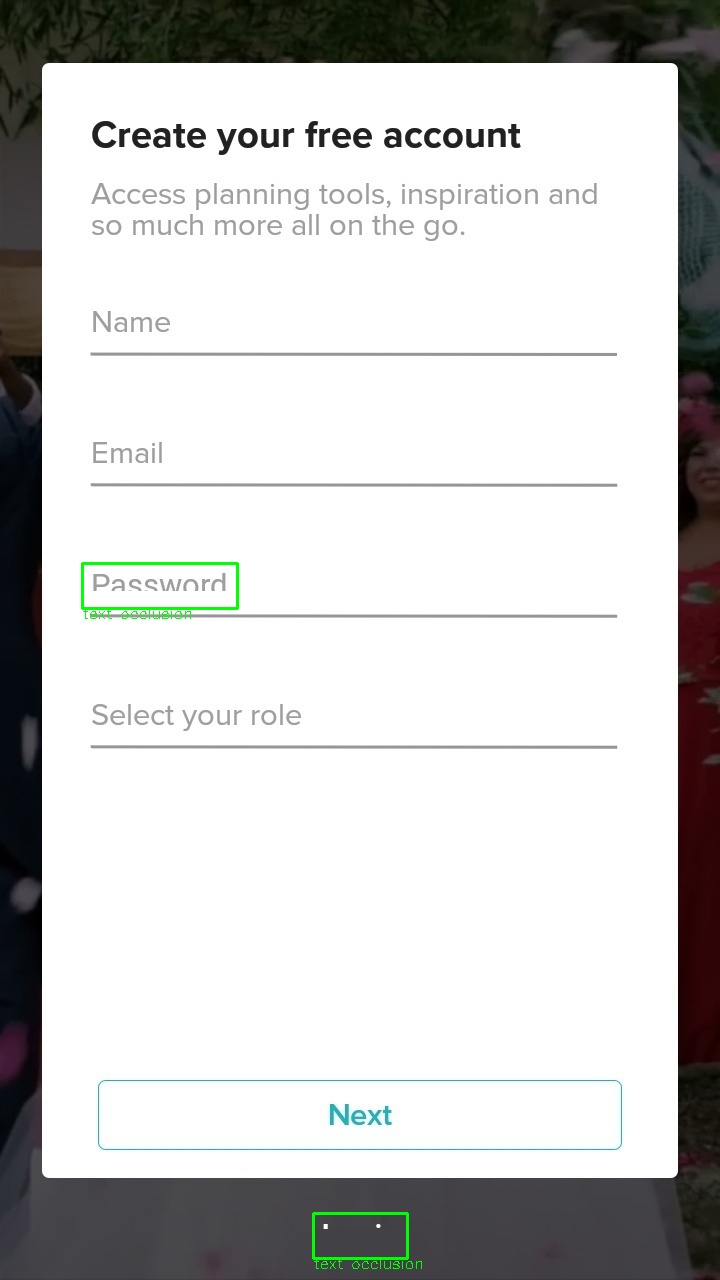 Create your free account
Access planning tools, inspiration and
so much more all on the go.
Name
Email
Password
text occlusion
Select your role
Next
text occlusion